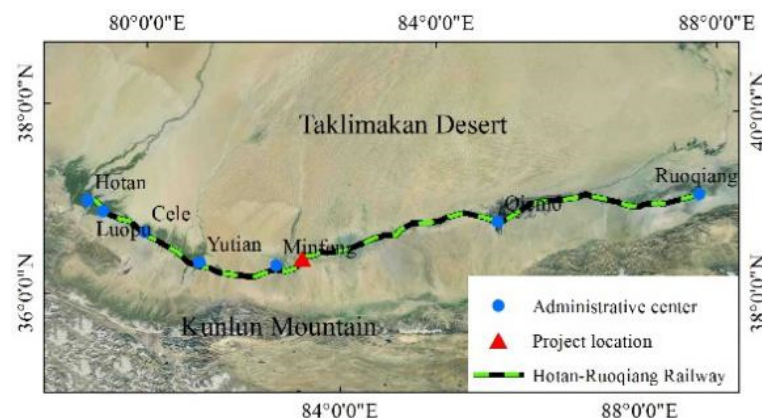 80°0'0"E 84°0'0"E 88°0'0"E
38°0'0"N
40°0'0"N
Taklimakan Desert
Hotan
Ruoqiang
Luopu
Cele
Qiemo
Yutian
Minfeng
36°0'0"N
38°0'0"N
Kunlun Mountain
Administrative center
Project location
Hotan-Ruoqiang Railway
84°0'0"E 88°0'0"E